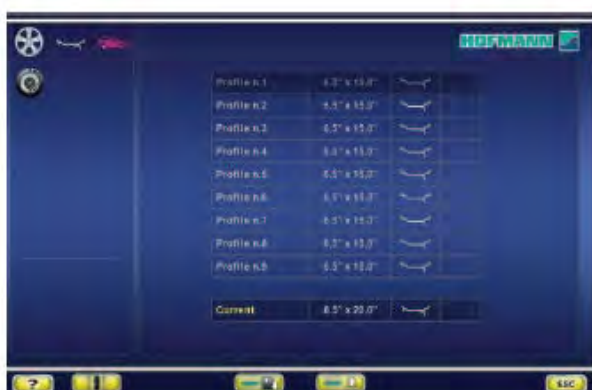 HOFMANN
Profile n.1 6.5" x 15.0"
Profile n.2 6.5" x 15.0"
Profile n.3 6.5" x 15.0"
Profile n.4 6.5" x 15.0"
Profile n.5 6.5" x 15.0"
Profile n.6 6.5" x 15.0"
Profile n.7 6.5" x 15.0"
Profile n.8 6.5" x 15.0"
Profile n.9 6.5" x 15.0"
Current 8.5" x 20.0"
?
ESC